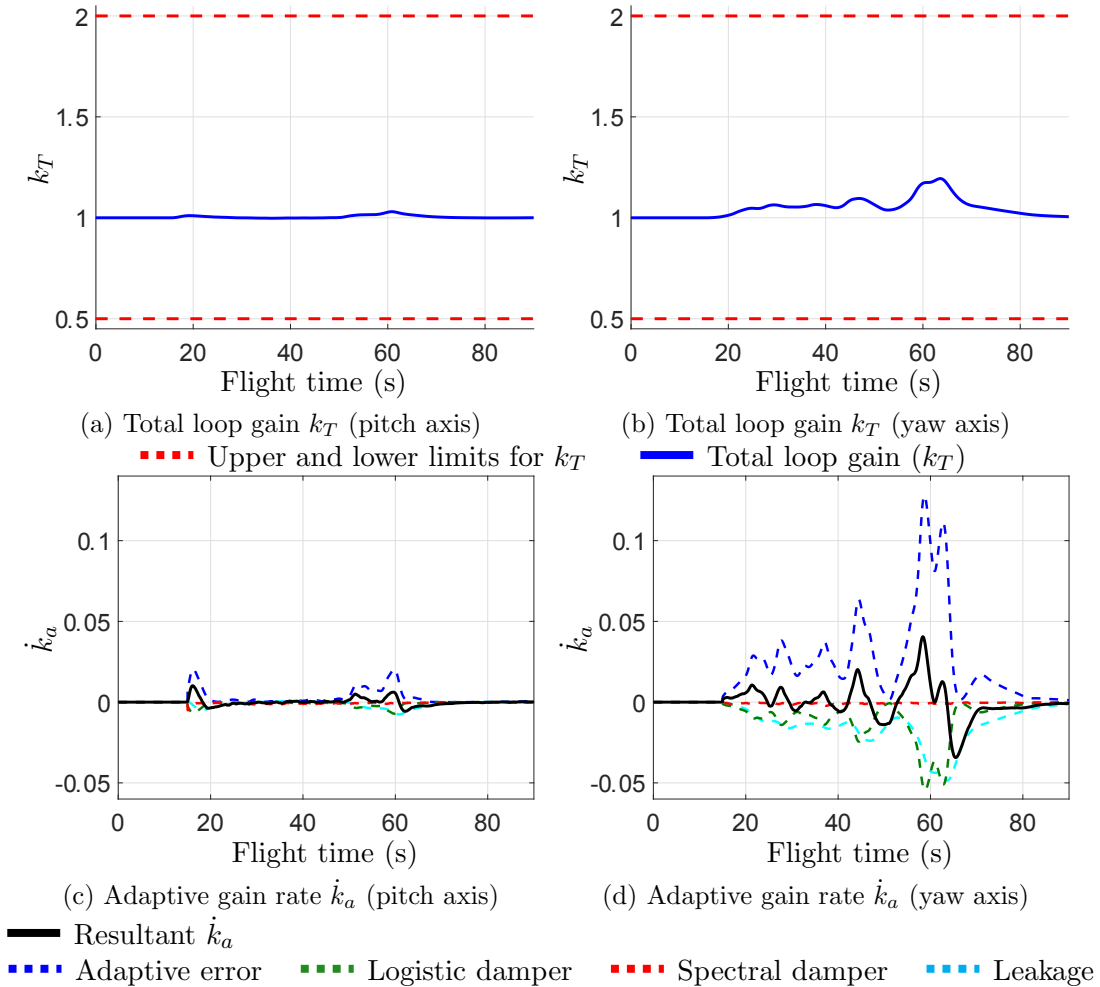 2
1.5
1
0.5
k_T
0 20 40 60 80
Flight time (s)
(a) Total loop gain k_T (pitch axis)
2
1.5
1
0.5
k_T
0 20 40 60 80
Flight time (s)
(b) Total loop gain k_T (yaw axis)
Upper and lower limits for k_T Total loop gain (k_T)
0.1
0.05
0
-0.05
k̇_a
0 20 40 60 80
Flight time (s)
(c) Adaptive gain rate k̇_a (pitch axis)
0.1
0.05
0
-0.05
k̇_a
0 20 40 60 80
Flight time (s)
(d) Adaptive gain rate k̇_a (yaw axis)
Resultant k̇_a
Adaptive error Logistic damper Spectral damper Leakage